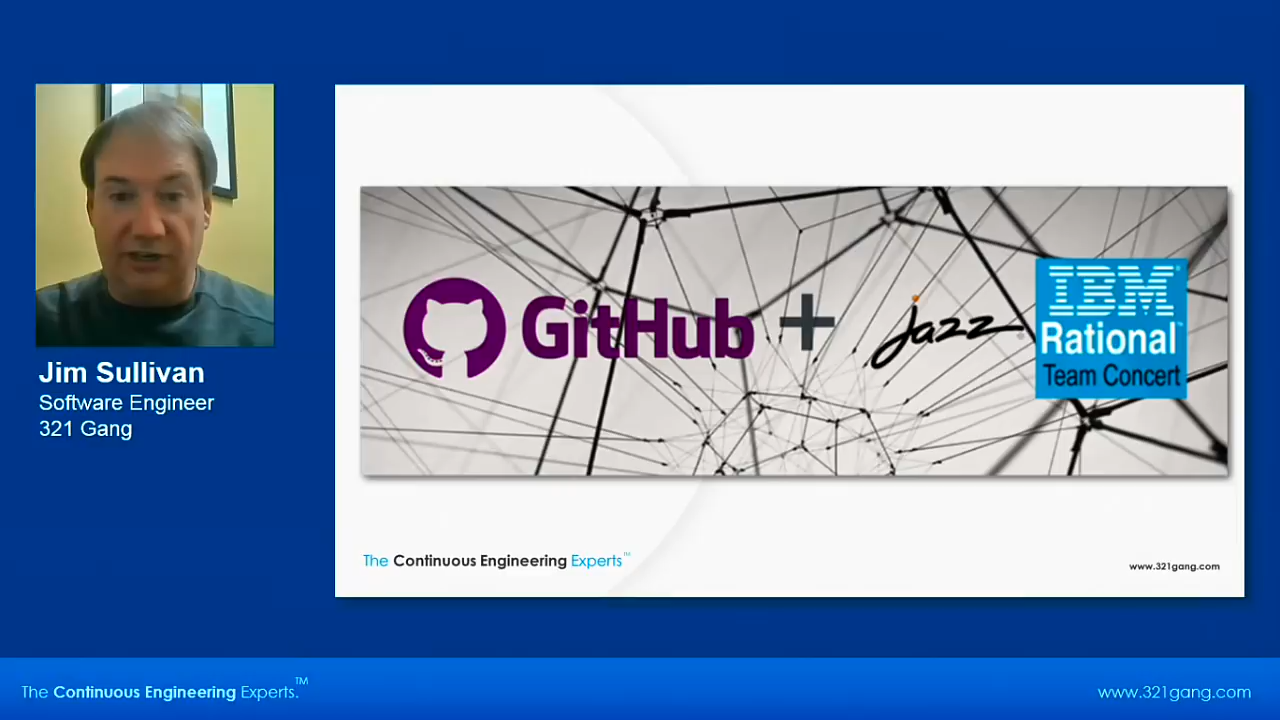 GitHub + Jazz
IBM®
Rational™
Team Concert
Jim Sullivan
Software Engineer
321 Gang
The Continuous Engineering Experts™
www.321gang.com
The Continuous Engineering Experts.™
www.321gang.com